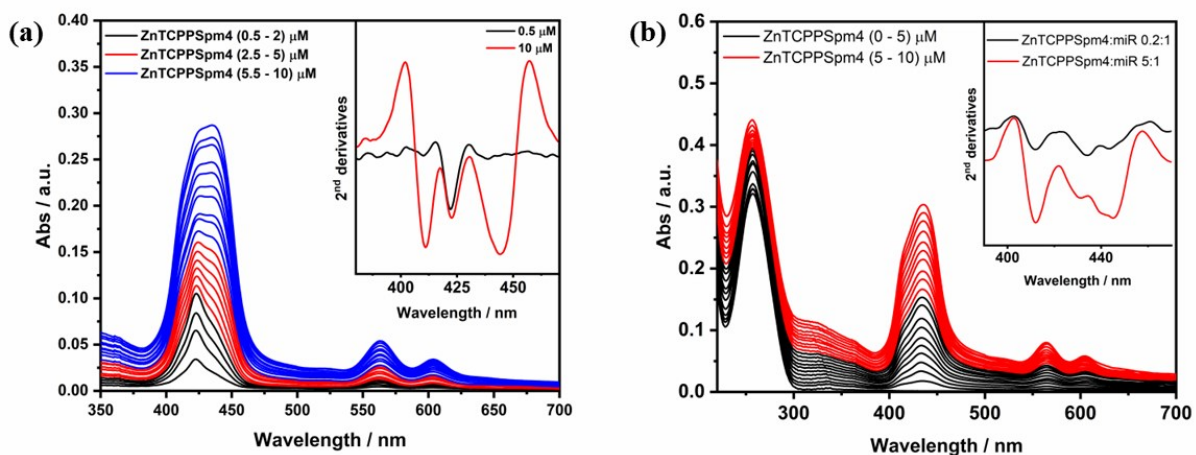 (a)
0.40
0.35
0.30
0.25
0.20
0.15
0.10
0.05
0.00
Abs / a.u.
ZnTCPPSpm4 (0.5 - 2) μM
ZnTCPPSpm4 (2.5 - 5) μM
ZnTCPPSpm4 (5.5 - 10) μM
0.5 μM
10 μM
2nd derivatives
400 425 450
Wavelength / nm
350 400 450 500 550 600 650 700
Wavelength / nm
(b)
0.6
0.5
0.4
0.3
0.2
0.1
0.0
Abs / a.u.
ZnTCPPSpm4 (0 - 5) μM
ZnTCPPSpm4 (5 - 10) μM
ZnTCPPSpm4:miR 0.2:1
ZnTCPPSpm4:miR 5:1
2nd derivatives
400 440
Wavelength / nm
300 400 500 600 700
Wavelength / nm